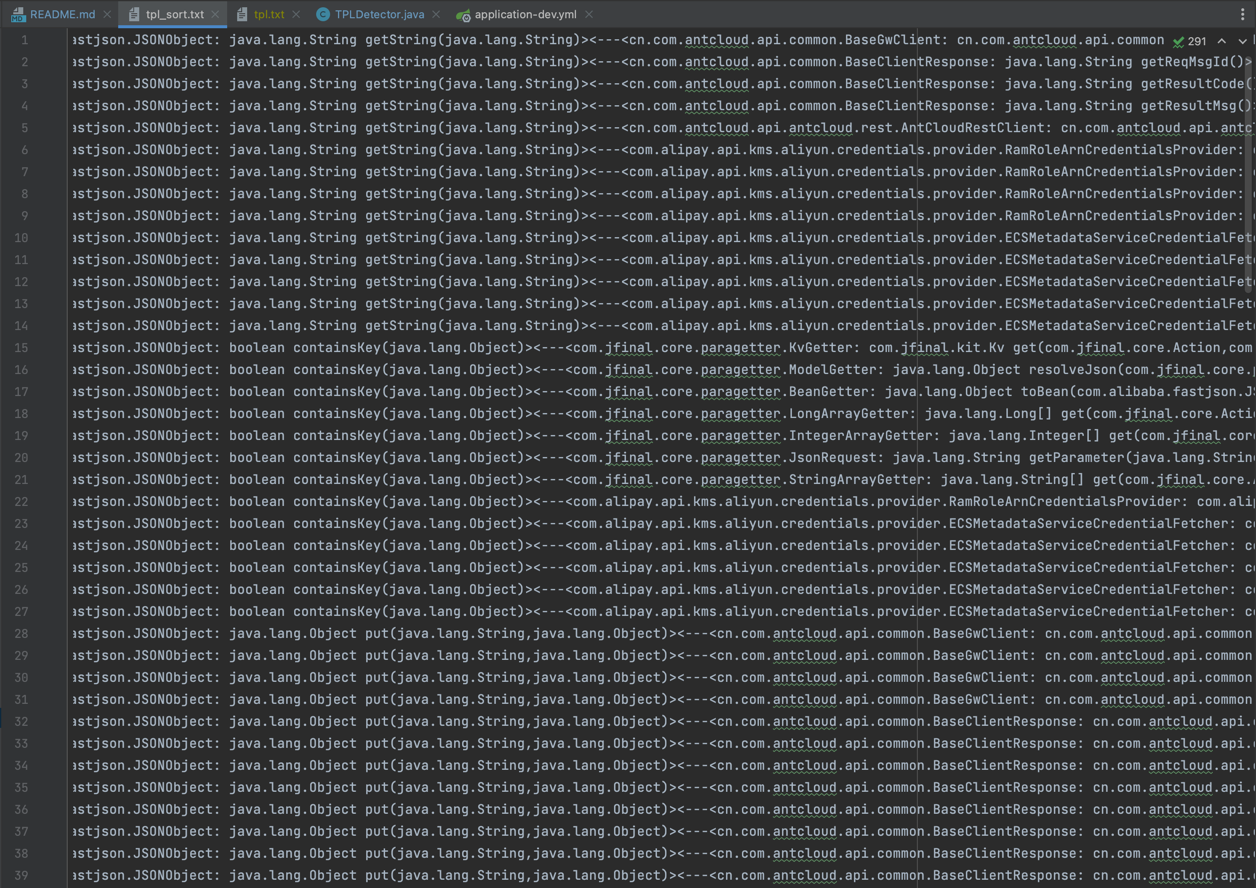 README.md tpl_sort.txt tpl.txt TPLDetector.java application-dev.yml
1 astjson.JSONObject: java.lang.String getString(java.lang.String)><---<cn.com.antcloud.api.common.BaseGwClient: cn.com.antcloud.api.common 291
2 astjson.JSONObject: java.lang.String getString(java.lang.String)><---<cn.com.antcloud.api.common.BaseClientResponse: java.lang.String getReqMsgId()>
3 astjson.JSONObject: java.lang.String getString(java.lang.String)><---<cn.com.antcloud.api.common.BaseClientResponse: java.lang.String getResultCode(
4 astjson.JSONObject: java.lang.String getString(java.lang.String)><---<cn.com.antcloud.api.common.BaseClientResponse: java.lang.String getResultMsg()
5 astjson.JSONObject: java.lang.String getString(java.lang.String)><---<cn.com.antcloud.api.antcloud.rest.AntCloudRestClient: cn.com.antcloud.api.antc
6 astjson.JSONObject: java.lang.String getString(java.lang.String)><---<com.alipay.api.kms.aliyun.credentials.provider.RamRoleArnCredentialsProvider:
7 astjson.JSONObject: java.lang.String getString(java.lang.String)><---<com.alipay.api.kms.aliyun.credentials.provider.RamRoleArnCredentialsProvider:
8 astjson.JSONObject: java.lang.String getString(java.lang.String)><---<com.alipay.api.kms.aliyun.credentials.provider.RamRoleArnCredentialsProvider:
9 astjson.JSONObject: java.lang.String getString(java.lang.String)><---<com.alipay.api.kms.aliyun.credentials.provider.RamRoleArnCredentialsProvider:
10 astjson.JSONObject: java.lang.String getString(java.lang.String)><---<com.alipay.api.kms.aliyun.credentials.provider.ECSMetadataServiceCredentialFet
11 astjson.JSONObject: java.lang.String getString(java.lang.String)><---<com.alipay.api.kms.aliyun.credentials.provider.ECSMetadataServiceCredentialFet
12 astjson.JSONObject: java.lang.String getString(java.lang.String)><---<com.alipay.api.kms.aliyun.credentials.provider.ECSMetadataServiceCredentialFet
13 astjson.JSONObject: java.lang.String getString(java.lang.String)><---<com.alipay.api.kms.aliyun.credentials.provider.ECSMetadataServiceCredentialFet
14 astjson.JSONObject: java.lang.String getString(java.lang.String)><---<com.alipay.api.kms.aliyun.credentials.provider.ECSMetadataServiceCredentialFet
15 astjson.JSONObject: boolean containsKey(java.lang.Object)><---<com.jfinal.core.paragetter.KvGetter: com.jfinal.kit.Kv get(com.jfinal.core.Action,com
16 astjson.JSONObject: boolean containsKey(java.lang.Object)><---<com.jfinal.core.paragetter.ModelGetter: java.lang.Object resolveJson(com.jfinal.core.p
17 astjson.JSONObject: boolean containsKey(java.lang.Object)><---<com.jfinal.core.paragetter.BeanGetter: java.lang.Object toBean(com.alibaba.fastjson.J
18 astjson.JSONObject: boolean containsKey(java.lang.Object)><---<com.jfinal.core.paragetter.LongArrayGetter: java.lang.Long[] get(com.jfinal.core.Acti
19 astjson.JSONObject: boolean containsKey(java.lang.Object)><---<com.jfinal.core.paragetter.IntegerArrayGetter: java.lang.Integer[] get(com.jfinal.cor
20 astjson.JSONObject: boolean containsKey(java.lang.Object)><---<com.jfinal.core.paragetter.JsonRequest: java.lang.String getParameter(java.lang.Strin
21 astjson.JSONObject: boolean containsKey(java.lang.Object)><---<com.jfinal.core.paragetter.StringArrayGetter: java.lang.String[] get(com.jfinal.core.A
22 astjson.JSONObject: boolean containsKey(java.lang.Object)><---<com.alipay.api.kms.aliyun.credentials.provider.RamRoleArnCredentialsProvider: com.alip
23 astjson.JSONObject: boolean containsKey(java.lang.Object)><---<com.alipay.api.kms.aliyun.credentials.provider.ECSMetadataServiceCredentialFetcher: c
24 astjson.JSONObject: boolean containsKey(java.lang.Object)><---<com.alipay.api.kms.aliyun.credentials.provider.ECSMetadataServiceCredentialFetcher: c
25 astjson.JSONObject: boolean containsKey(java.lang.Object)><---<com.alipay.api.kms.aliyun.credentials.provider.ECSMetadataServiceCredentialFetcher: c
26 astjson.JSONObject: boolean containsKey(java.lang.Object)><---<com.alipay.api.kms.aliyun.credentials.provider.ECSMetadataServiceCredentialFetcher: c
27 astjson.JSONObject: boolean containsKey(java.lang.Object)><---<com.alipay.api.kms.aliyun.credentials.provider.ECSMetadataServiceCredentialFetcher: c
28 astjson.JSONObject: java.lang.Object put(java.lang.String,java.lang.Object)><---<cn.com.antcloud.api.common.BaseGwClient: cn.com.antcloud.api.common
29 astjson.JSONObject: java.lang.Object put(java.lang.String,java.lang.Object)><---<cn.com.antcloud.api.common.BaseGwClient: cn.com.antcloud.api.common
30 astjson.JSONObject: java.lang.Object put(java.lang.String,java.lang.Object)><---<cn.com.antcloud.api.common.BaseGwClient: cn.com.antcloud.api.common
31 astjson.JSONObject: java.lang.Object put(java.lang.String,java.lang.Object)><---<cn.com.antcloud.api.common.BaseGwClient: cn.com.antcloud.api.common
32 astjson.JSONObject: java.lang.Object put(java.lang.String,java.lang.Object)><---<cn.com.antcloud.api.common.BaseClientResponse: cn.com.antcloud.api.
33 astjson.JSONObject: java.lang.Object put(java.lang.String,java.lang.Object)><---<cn.com.antcloud.api.common.BaseClientResponse: cn.com.antcloud.api.
34 astjson.JSONObject: java.lang.Object put(java.lang.String,java.lang.Object)><---<cn.com.antcloud.api.common.BaseClientResponse: cn.com.antcloud.api.
35 astjson.JSONObject: java.lang.Object put(java.lang.String,java.lang.Object)><---<cn.com.antcloud.api.common.BaseClientResponse: cn.com.antcloud.api.
36 astjson.JSONObject: java.lang.Object put(java.lang.String,java.lang.Object)><---<cn.com.antcloud.api.common.BaseClientResponse: cn.com.antcloud.api.
37 astjson.JSONObject: java.lang.Object put(java.lang.String,java.lang.Object)><---<cn.com.antcloud.api.common.BaseClientResponse: cn.com.antcloud.api.
38 astjson.JSONObject: java.lang.Object put(java.lang.String,java.lang.Object)><---<cn.com.antcloud.api.common.BaseClientResponse: cn.com.antcloud.api.
39 astjson.JSONObject: java.lang.Object put(java.lang.String,java.lang.Object)><---<cn.com.antcloud.api.common.BaseClientResponse: cn.com.antcloud.api.